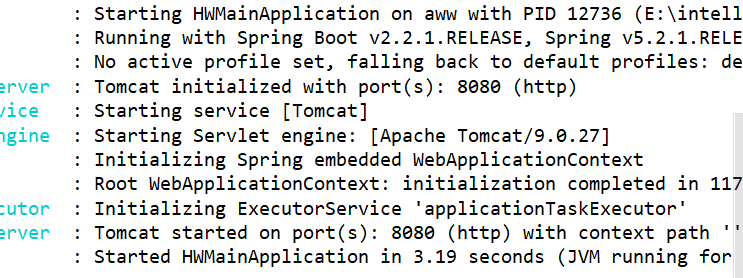 : Starting HWMainApplication on aww with PID 12736 (E:\intell
: Running with Spring Boot v2.2.1.RELEASE, Spring v5.2.1.RELE
: No active profile set, falling back to default profiles: de
erver : Tomcat initialized with port(s): 8080 (http)
vice : Starting service [Tomcat]
ngine : Starting Servlet engine: [Apache Tomcat/9.0.27]
: Initializing Spring embedded WebApplicationContext
: Root WebApplicationContext: initialization completed in 117
cutor : Initializing ExecutorService 'applicationTaskExecutor'
erver : Tomcat started on port(s): 8080 (http) with context path ''
: Started HWMainApplication in 3.19 seconds (JVM running for